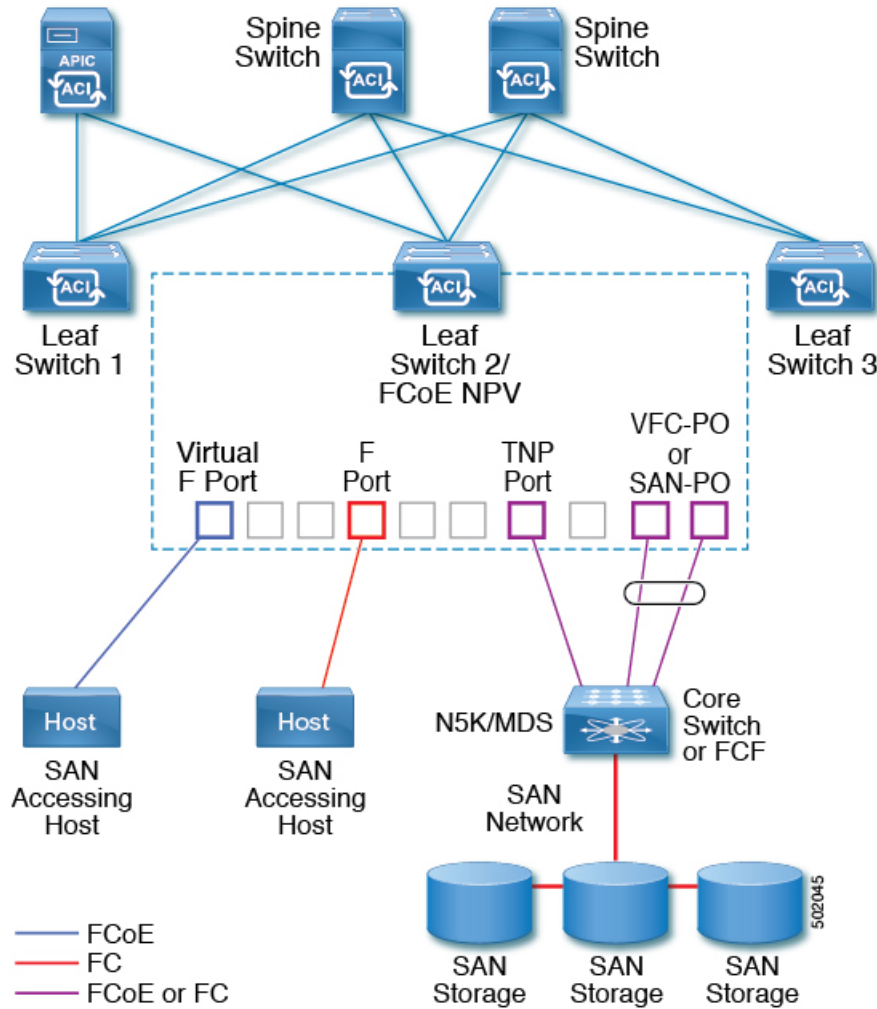 Spine
Switch
Spine
Switch
APIC
ACI
ACI
ACI
ACI
ACI
ACI
Leaf
Switch 1
Leaf
Switch 2/
FCoE NPV
Leaf
Switch 3
Virtual
F Port
F
Port
TNP
Port
VFC-PO
or
SAN-PO
Host
SAN
Accessing
Host
Host
SAN
Accessing
Host
N5K/MDS
Core
Switch
or FCF
SAN
Network
SAN
Storage
SAN
Storage
SAN
Storage
502045
FCoE
FC
FCoE or FC